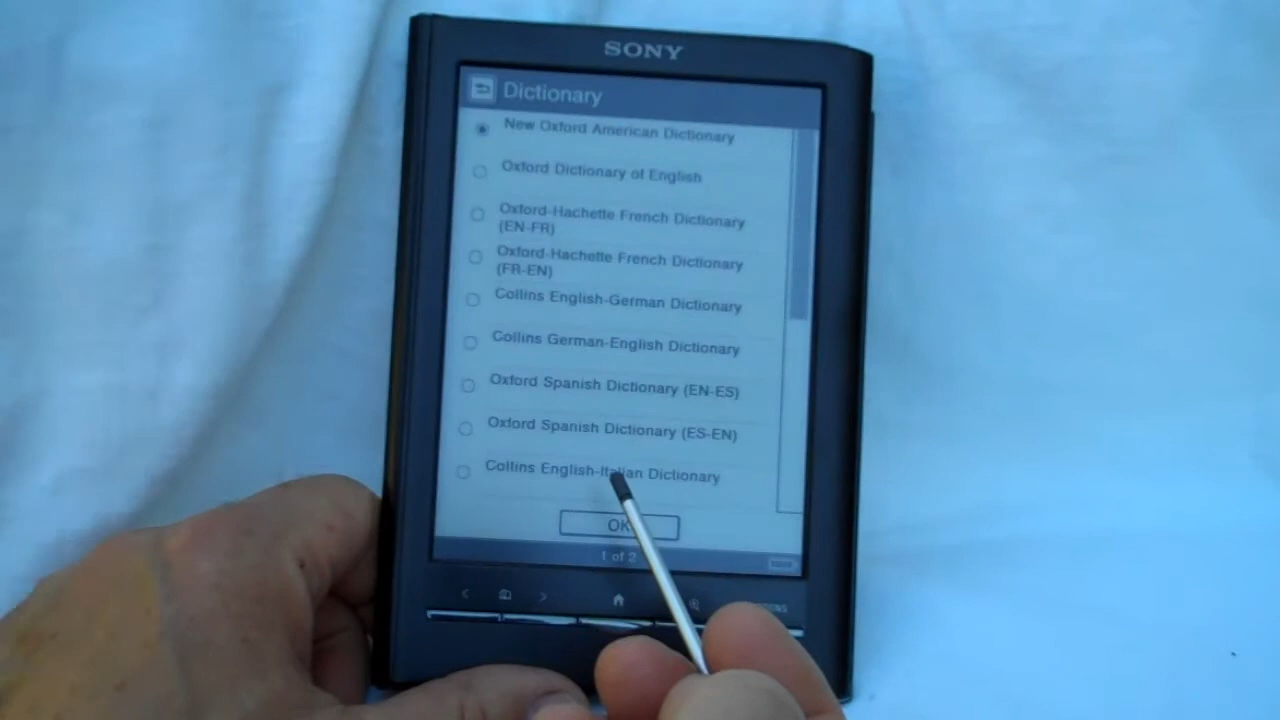 SONY
Dictionary
New Oxford American Dictionary
Oxford Dictionary of English
Oxford-Hachette French Dictionary
(EN-FR)
Oxford-Hachette French Dictionary
(FR-EN)
Collins English-German Dictionary
Collins German-English Dictionary
Oxford Spanish Dictionary (EN-ES)
Oxford Spanish Dictionary (ES-EN)
Collins English-Italian Dictionary
OK
1 of 2